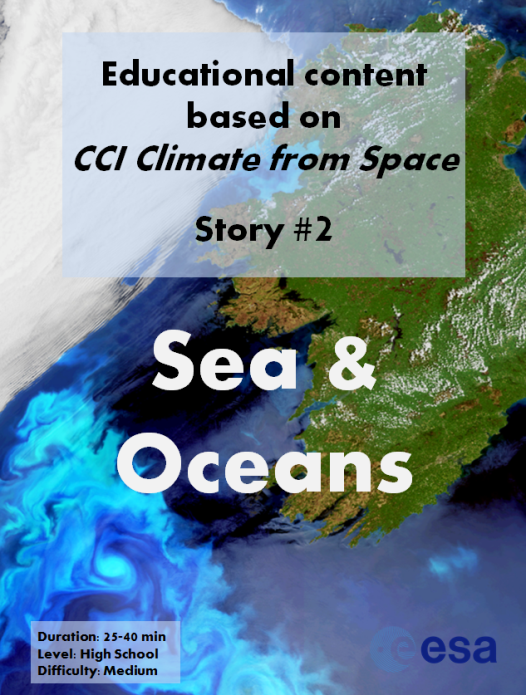 Educational content
based on
CCI Climate from Space
Story #2
Sea &
Oceans
Duration: 25-40 min
Level: High School
Difficulty: Medium
esa